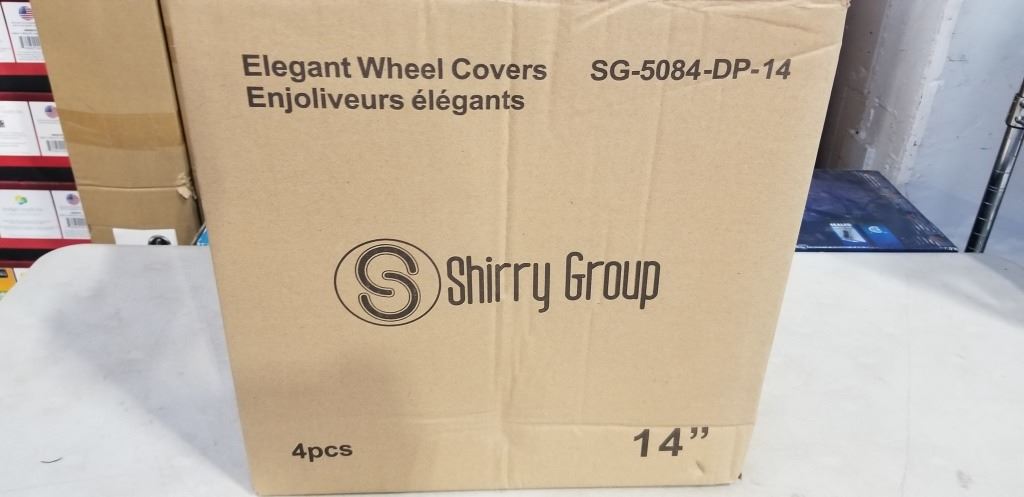 Elegant Wheel Covers SG-5084-DP-14
Enjoliveurs élégants
S Shirry Group
4pcs 14”